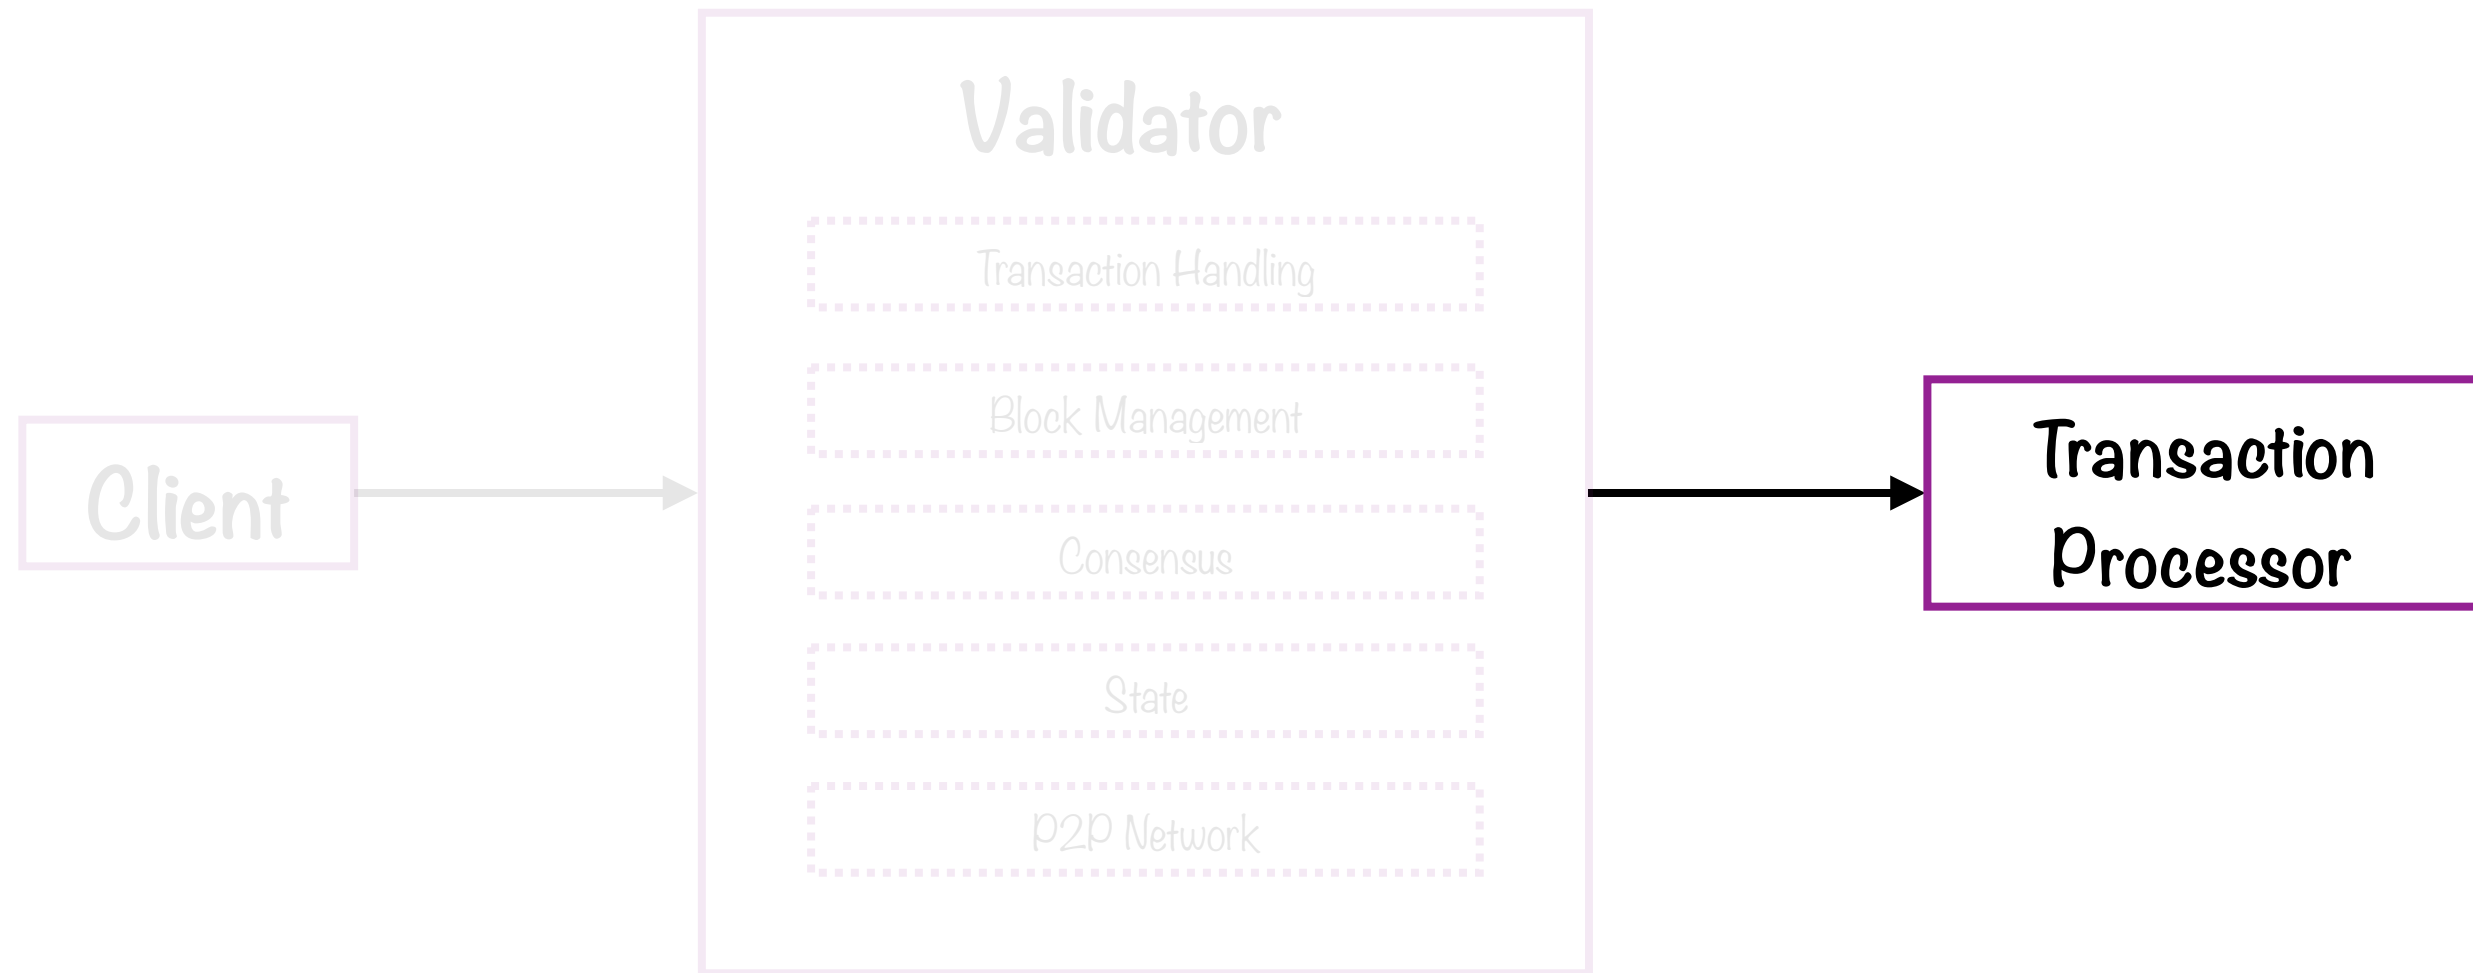 Client
Validator
Transaction Handling
Block Management
Consensus
State
P2P Network
Transaction
Processor